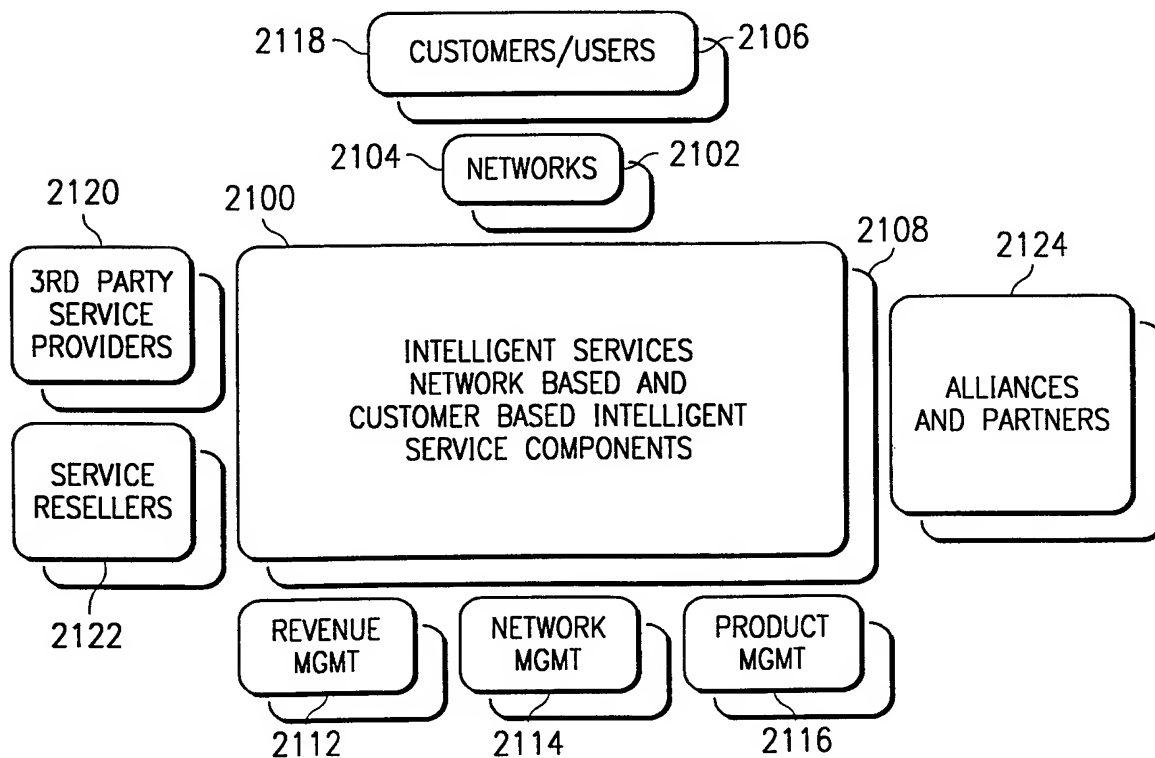 2118
CUSTOMERS/USERS
2106
2104
NETWORKS
2102
2120
2100
2108
2124
3RD PARTY
SERVICE
PROVIDERS
INTELLIGENT SERVICES
NETWORK BASED AND
CUSTOMER BASED INTELLIGENT
SERVICE COMPONENTS
ALLIANCES
AND PARTNERS
SERVICE
RESELLERS
2122
REVENUE
MGMT
NETWORK
MGMT
PRODUCT
MGMT
2112
2114
2116